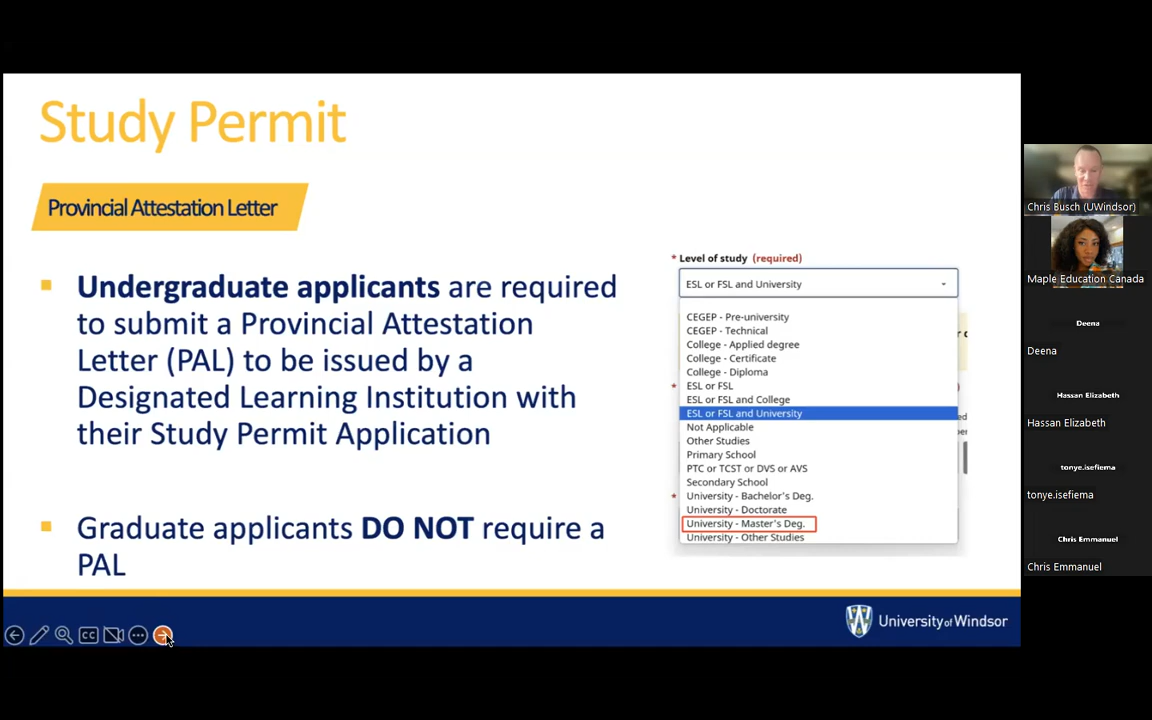 Study Permit
Provincial Attestation Letter
Undergraduate applicants are required
to submit a Provincial Attestation
Letter (PAL) to be issued by a
Designated Learning Institution with
their Study Permit Application
Graduate applicants DO NOT require a
PAL
* Level of study (required)
ESL or FSL and University
CEGEP - Pre-university
CEGEP - Technical
College - Applied degree
College - Certificate
College - Diploma
ESL or FSL
ESL or FSL and College
ESL or FSL and University
Not Applicable
Other Studies
Primary School
PTC or TCST or DVS or AVS
Secondary School
University - Bachelor's Deg.
University - Doctorate
University - Master's Deg.
University - Other Studies
CC
University of Windsor
Chris Busch (UWindsor)
Maple Education Canada
Deena
Deena
Hassan Elizabeth
Hassan Elizabeth
tonye.isefiema
tonye.isefiema
Chris Emmanuel
Chris Emmanuel